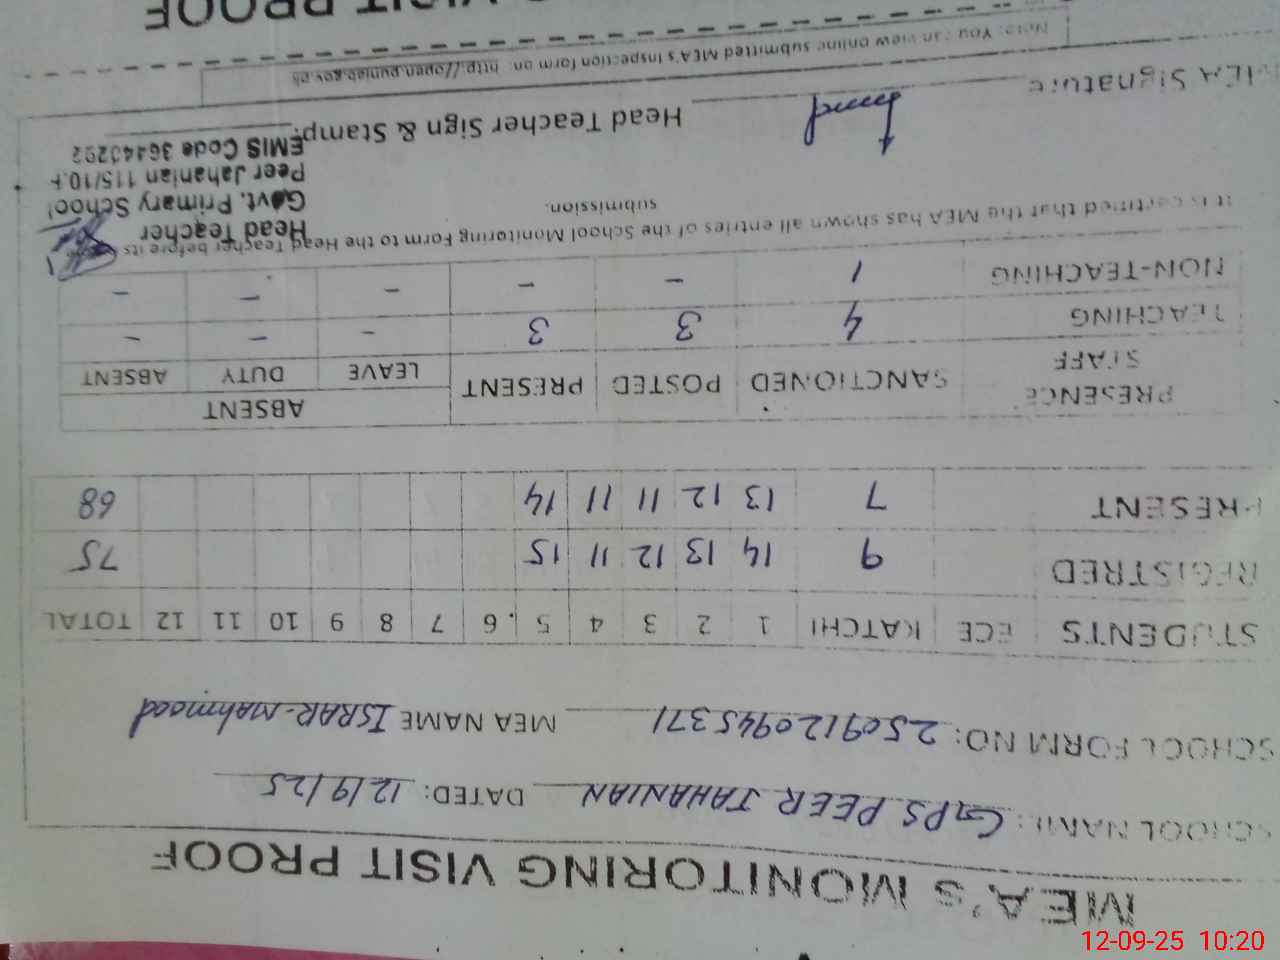 MEA'S MONITORING VISIT PROOF
SCHOOL NAME: GPS PEER JAHANIAN DATED: 12/9/25
SCHOOL FORM NO: 2509120945371 MEA NAME ISRAR-Mahmood
STUDENTS ECE KATCHI 1 2 3 4 5 6 7 8 9 10 11 12 TOTAL
REGISTRED 9 14 13 12 11 15 75
PRESENT 7 13 12 11 11 14 68
PRESENCE STAFF SANCTIONED POSTED PRESENT ABSENT
LEAVE DUTY ABSENT
TEACHING 4 3 3 - - -
NON-TEACHING 1 - - - - -
It is certified that the MEA has shown all entries of the School Monitoring Form to the Head Teacher before its
submission.
Head Teacher
Govt. Primary School
Peer Jahanian 115/10.R
EMIS Code 36440292
MEA Signature Head Teacher Sign & Stamp:
Note: You can view online submitted MEA's Inspection form on: http://open.punjab.gov.pk
VISIT PROOF
12-09-25 10:20